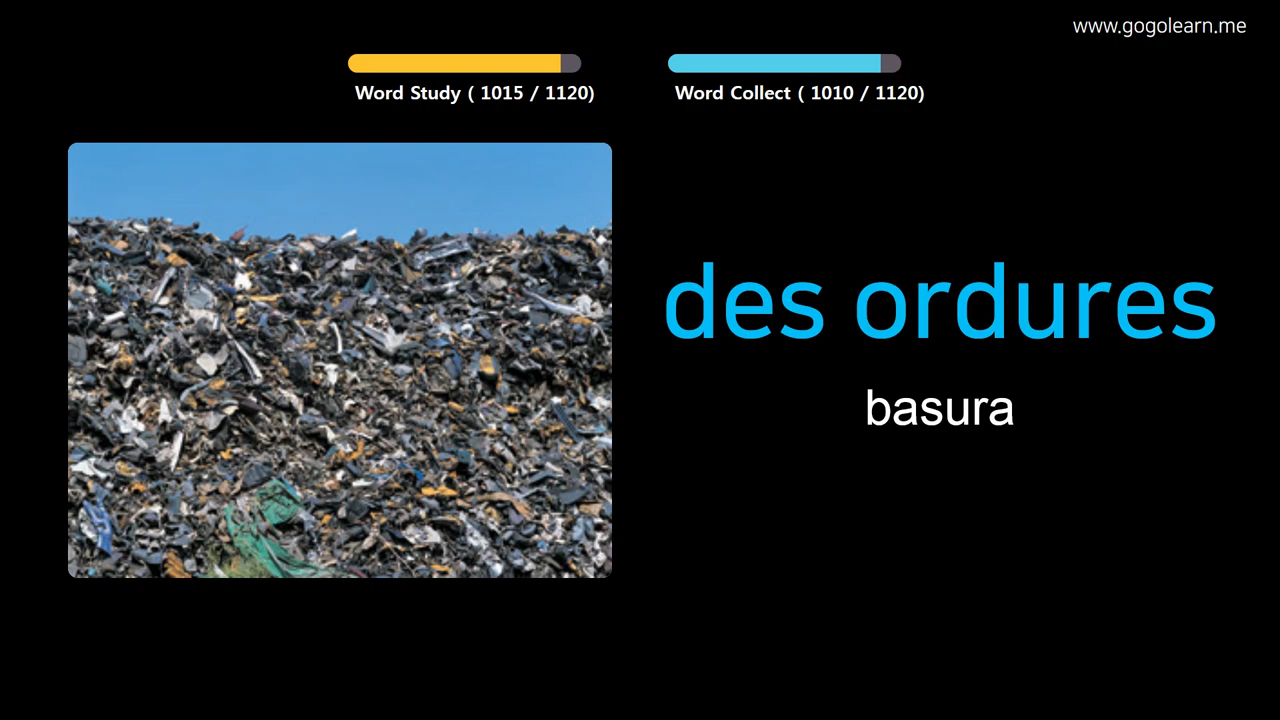 www.gogolearn.me
Word Study ( 1015 / 1120)
Word Collect ( 1010 / 1120)
des ordures
basura